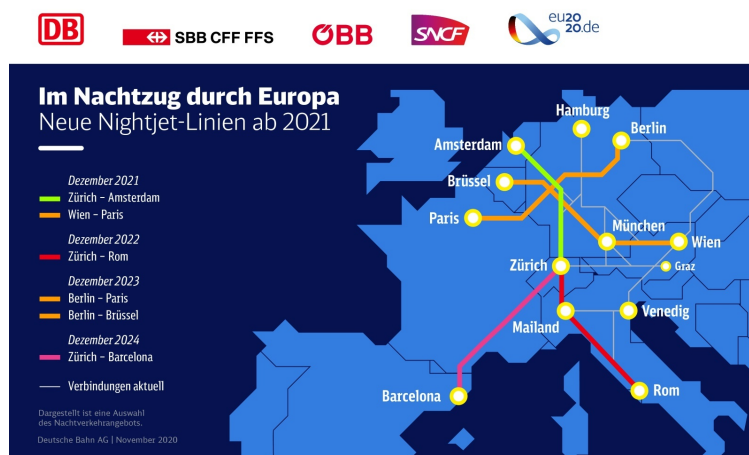 DB
SBB CFF FFS
ÖBB
SNCF
eu2020.de
Im Nachtzug durch Europa
Neue Nightjet-Linien ab 2021
Dezember 2021
Zürich – Amsterdam
Wien – Paris
Dezember 2022
Zürich – Rom
Dezember 2023
Berlin – Paris
Berlin – Brüssel
Dezember 2024
Zürich – Barcelona
Verbindungen aktuell
Dargestellt ist eine Auswahl
des Nachtverkehrangebots.
Deutsche Bahn AG | November 2020
Hamburg
Berlin
Amsterdam
Brüssel
Paris
München
Wien
Zürich
Graz
Mailand
Venedig
Barcelona
Rom